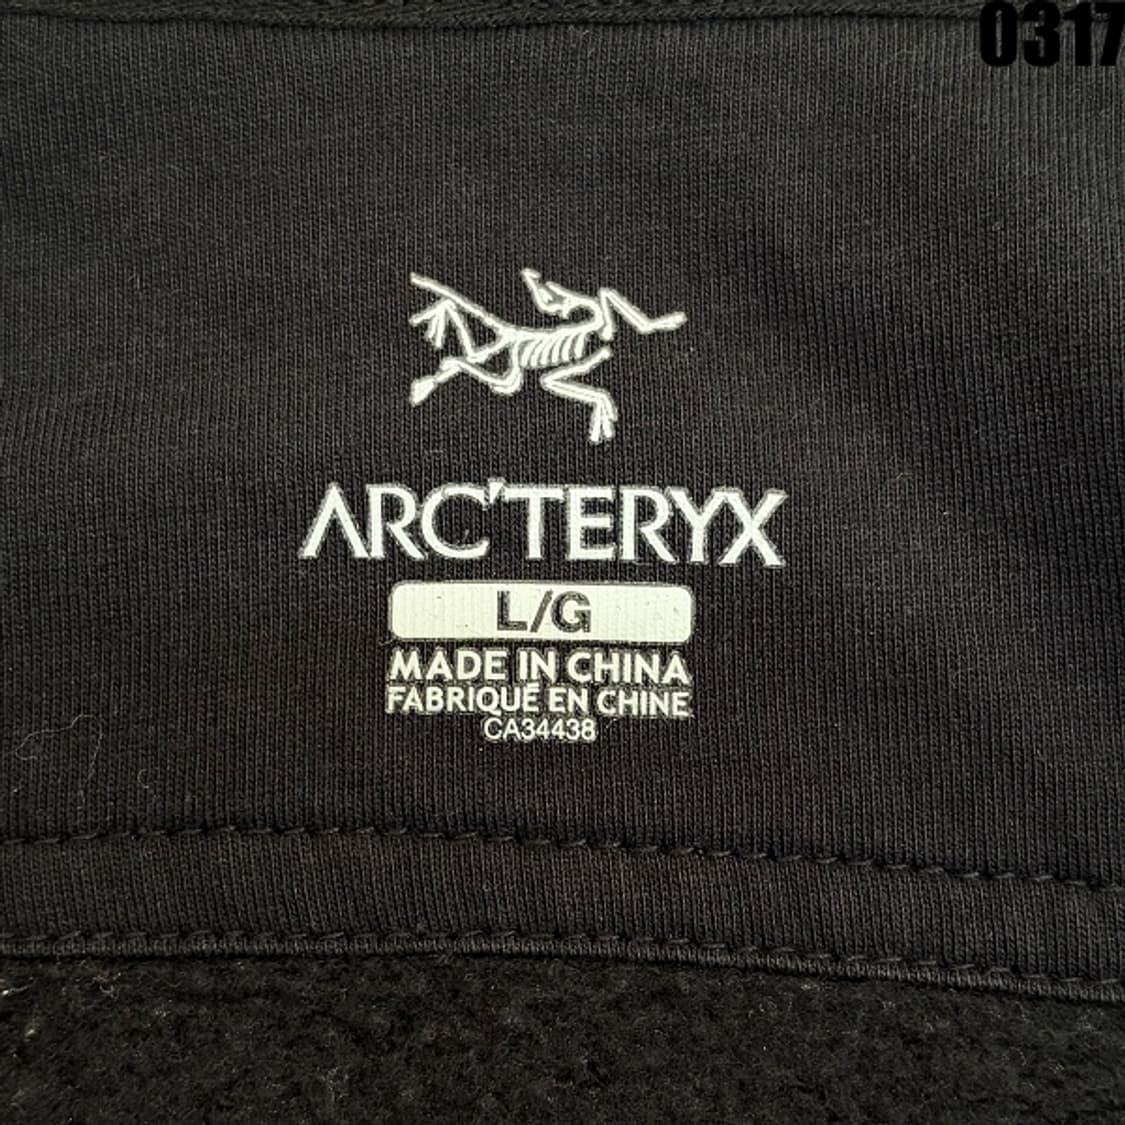 0317
ARC'TERYX
L/G
MADE IN CHINA
FABRIQUÉ EN CHINE
CA34438